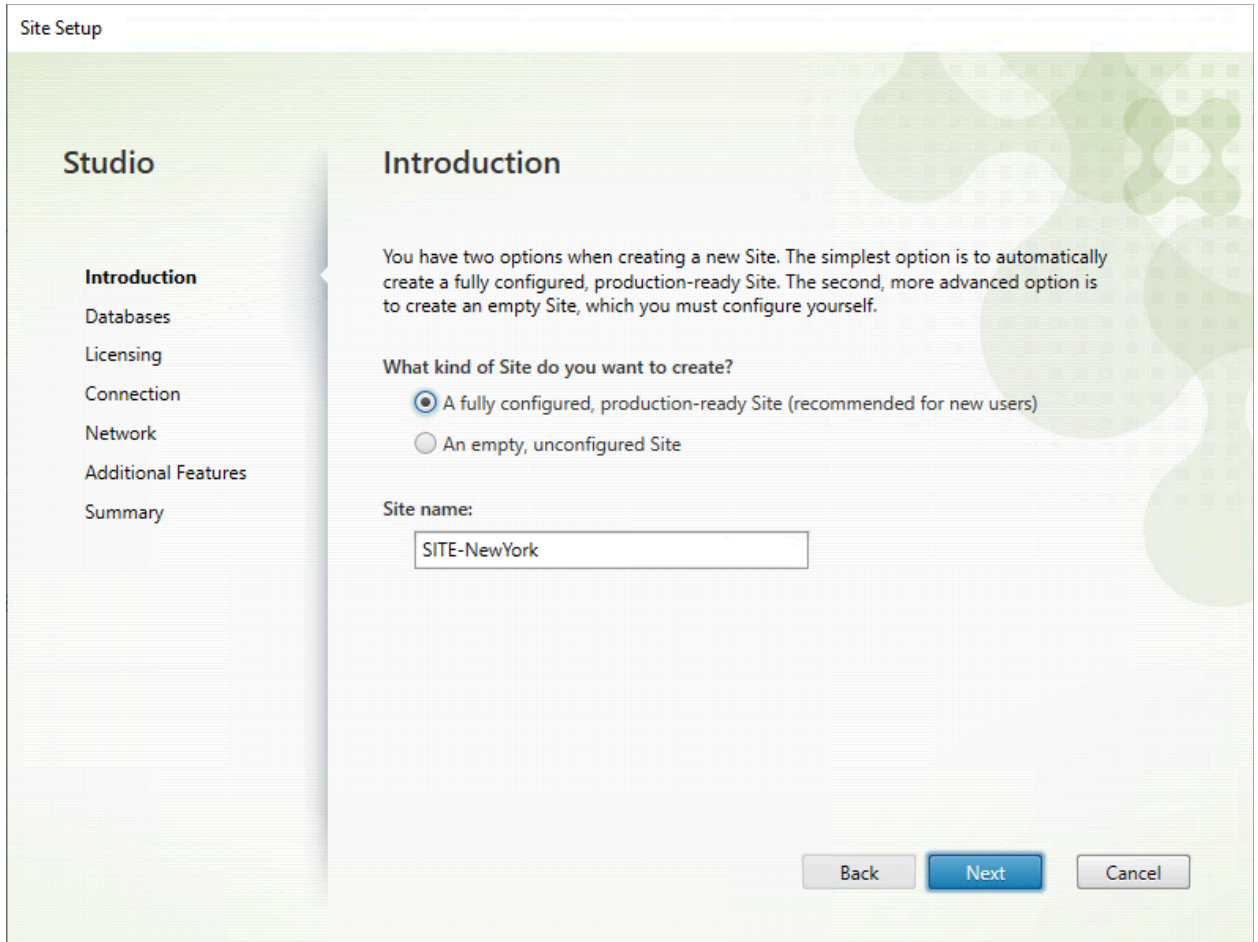 Site Setup
Studio
Introduction
Databases
Licensing
Connection
Network
Additional Features
Summary
Introduction
You have two options when creating a new Site. The simplest option is to automatically
create a fully configured, production-ready Site. The second, more advanced option is
to create an empty Site, which you must configure yourself.
What kind of Site do you want to create?
A fully configured, production-ready Site (recommended for new users)
An empty, unconfigured Site
Site name:
SITE-NewYork
Back
Next
Cancel